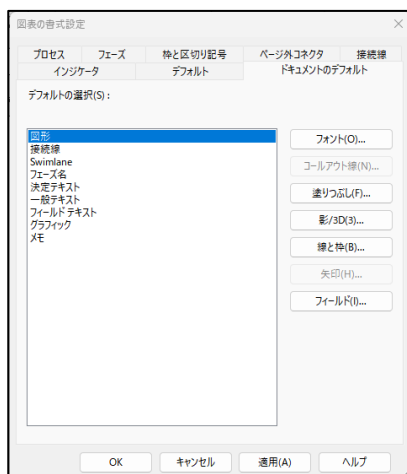 図表の書式設定
プロセス フェーズ 枠と区切り記号 ページ外コネクタ 接続線
インジケータ デフォルト ドキュメントのデフォルト
デフォルトの選択(S):
図形
接続線
Swimlane
フェーズ名
決定テキスト
一般テキスト
フィールド テキスト
グラフィック
メモ
フォント(O)...
コールアウト線(N)...
塗りつぶし(F)...
影/3D(3)...
線と枠(B)...
矢印(H)...
フィールド(I)...
OK キャンセル 適用(A) ヘルプ